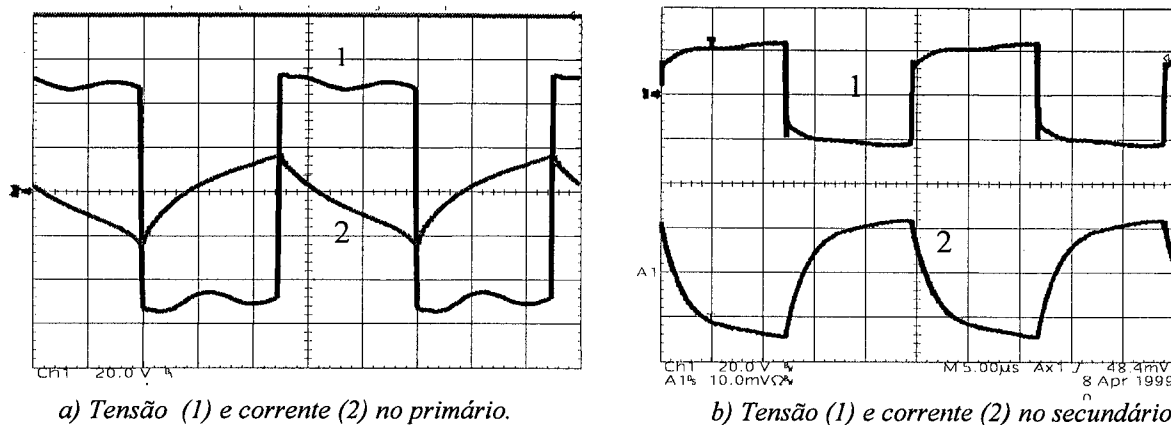 1
2
Ch1 20.0 V
a) Tensão (1) e corrente (2) no primário.
1
2
A1
Ch1 20.0 V M 5.00µs Ax1 48.4mV
A1 10.0mVΩ 8 Apr 1999
b) Tensão (1) e corrente (2) no secundário